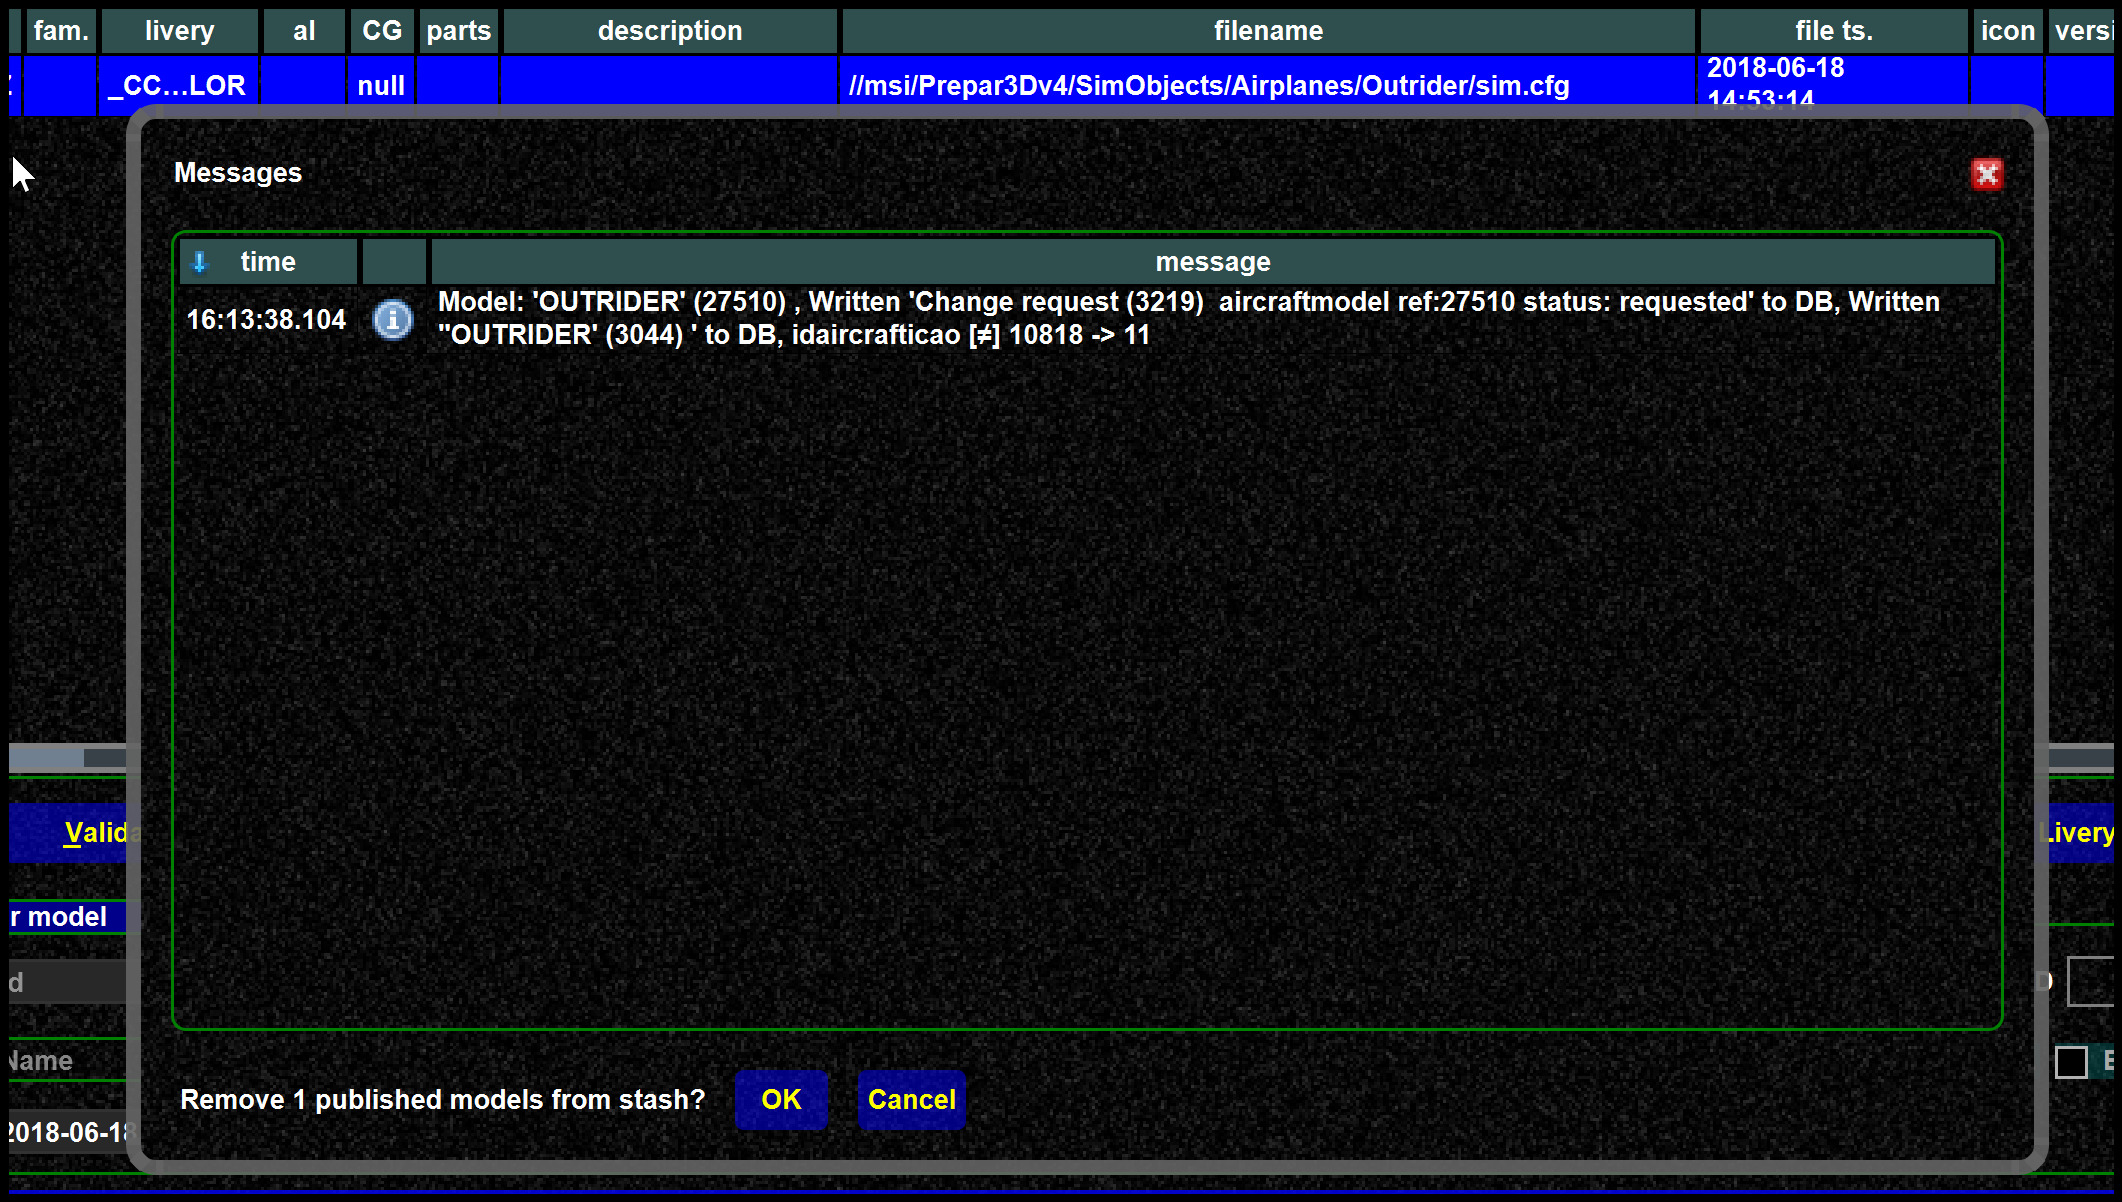 fam. livery al CG parts description filename file ts. icon versi
_CC...LOR null //msi/Prepar3Dv4/SimObjects/Airplanes/Outrider/sim.cfg 2018-06-18
14:53:14
Messages
time message
16:13:38.104 Model: 'OUTRIDER' (27510) , Written 'Change request (3219)  aircraftmodel ref:27510 status: requested' to DB, Written
"OUTRIDER' (3044) ' to DB, idaircrafticao [≠] 10818 -> 11
Valida Livery
r model
d D
Name E
Remove 1 published models from stash? OK Cancel
2018-06-18